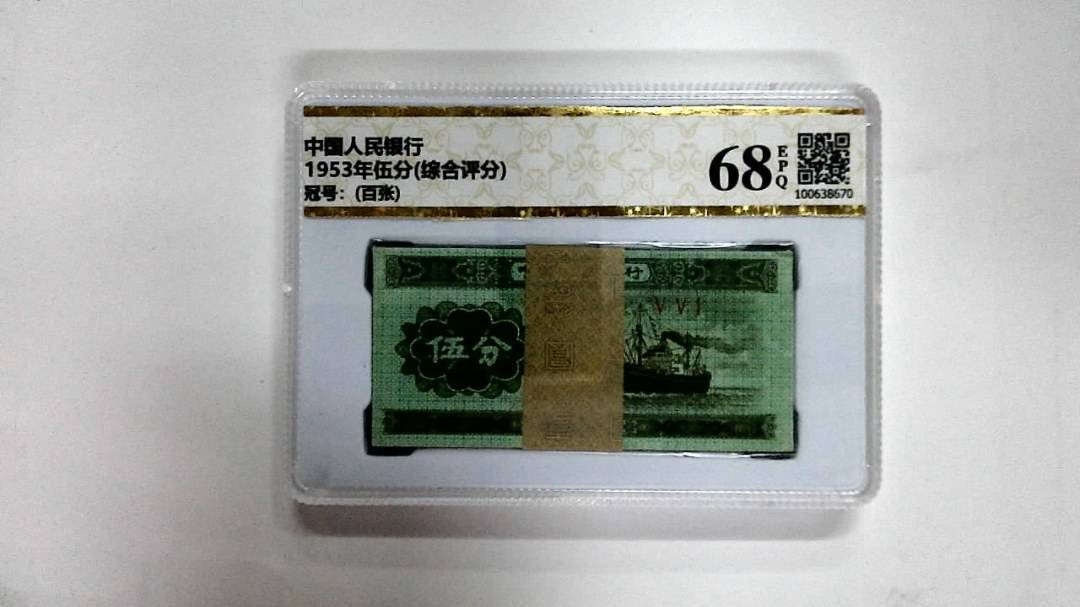 中国人民银行
1953年伍分(综合评分)
冠号：(百张)
68
EPQ
100638670
行
V V I
伍分